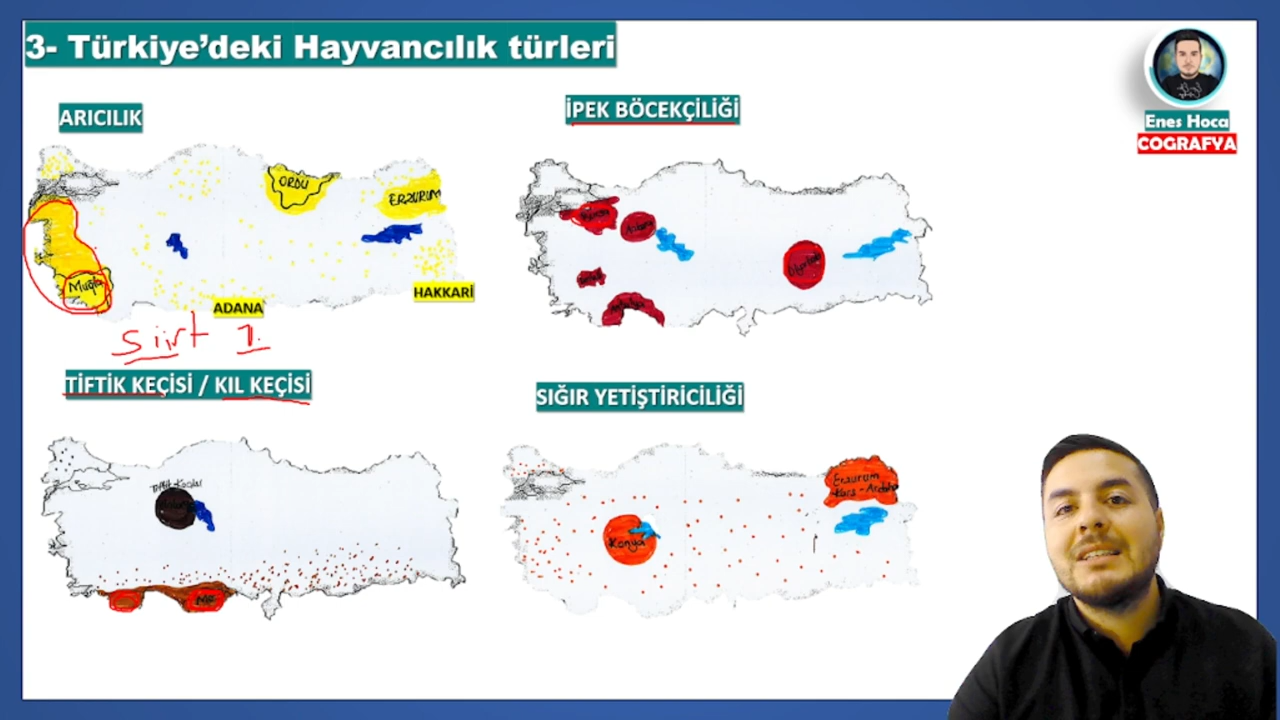 3- Türkiye’deki Hayvancılık türleri
Enes Hoca
COGRAFYA
ARICILIK
ORDU
ERZURUM
Muğla
ADANA
HAKKARİ
Siirt 1.
İPEK BÖCEKÇİLİĞİ
TİFTİK KEÇİSİ / KIL KEÇİSİ
SIĞIR YETİŞTİRİCİLİĞİ
Erzurum
Kars - Ardahan
Konya